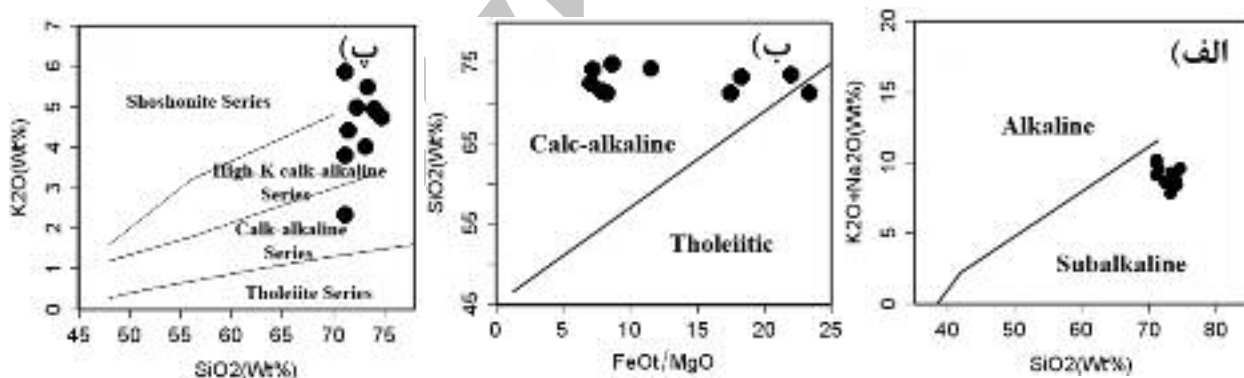 پ)
K2O(Wt%)
7
6
5
4
3
2
1
0
Shoshonite Series
High-K calk-alkaline
Series
Calk-alkaline
Series
Tholeiite Series
45 50 55 60 65 70 75
SiO2(Wt%)
ب)
SiO2(Wt%)
75
65
55
45
Calc-alkaline
Tholeiitic
0 5 10 15 20 25
FeOt/MgO
الف)
K2O+Na2O(Wt%)
20
15
10
5
0
Alkaline
Subalkaline
40 50 60 70 80
SiO2(Wt%)